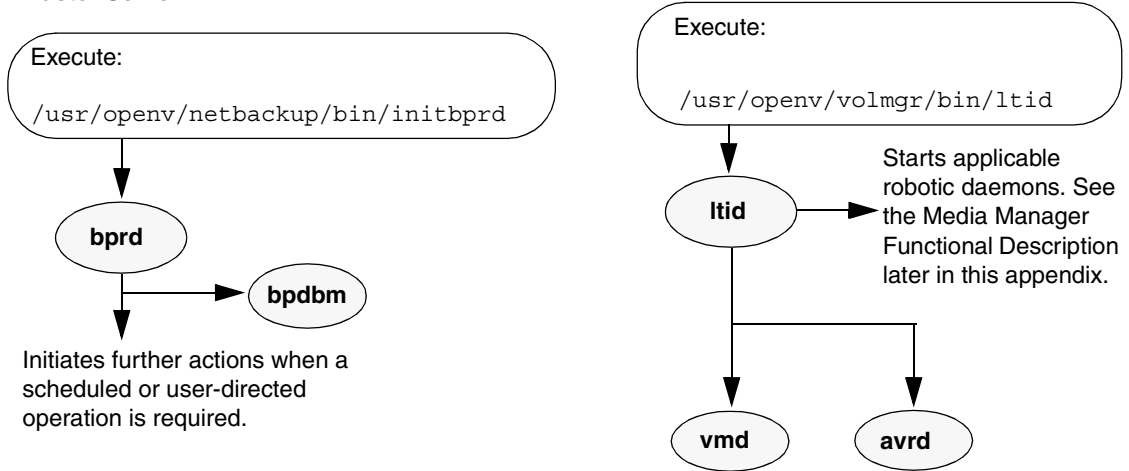 Execute:
/usr/openv/netbackup/bin/initbprd
bprd
bpdbm
Initiates further actions when a
scheduled or user-directed
operation is required.
Execute:
/usr/openv/volmgr/bin/ltid
ltid
Starts applicable
robotic daemons. See
the Media Manager
Functional Description
later in this appendix.
vmd
avrd